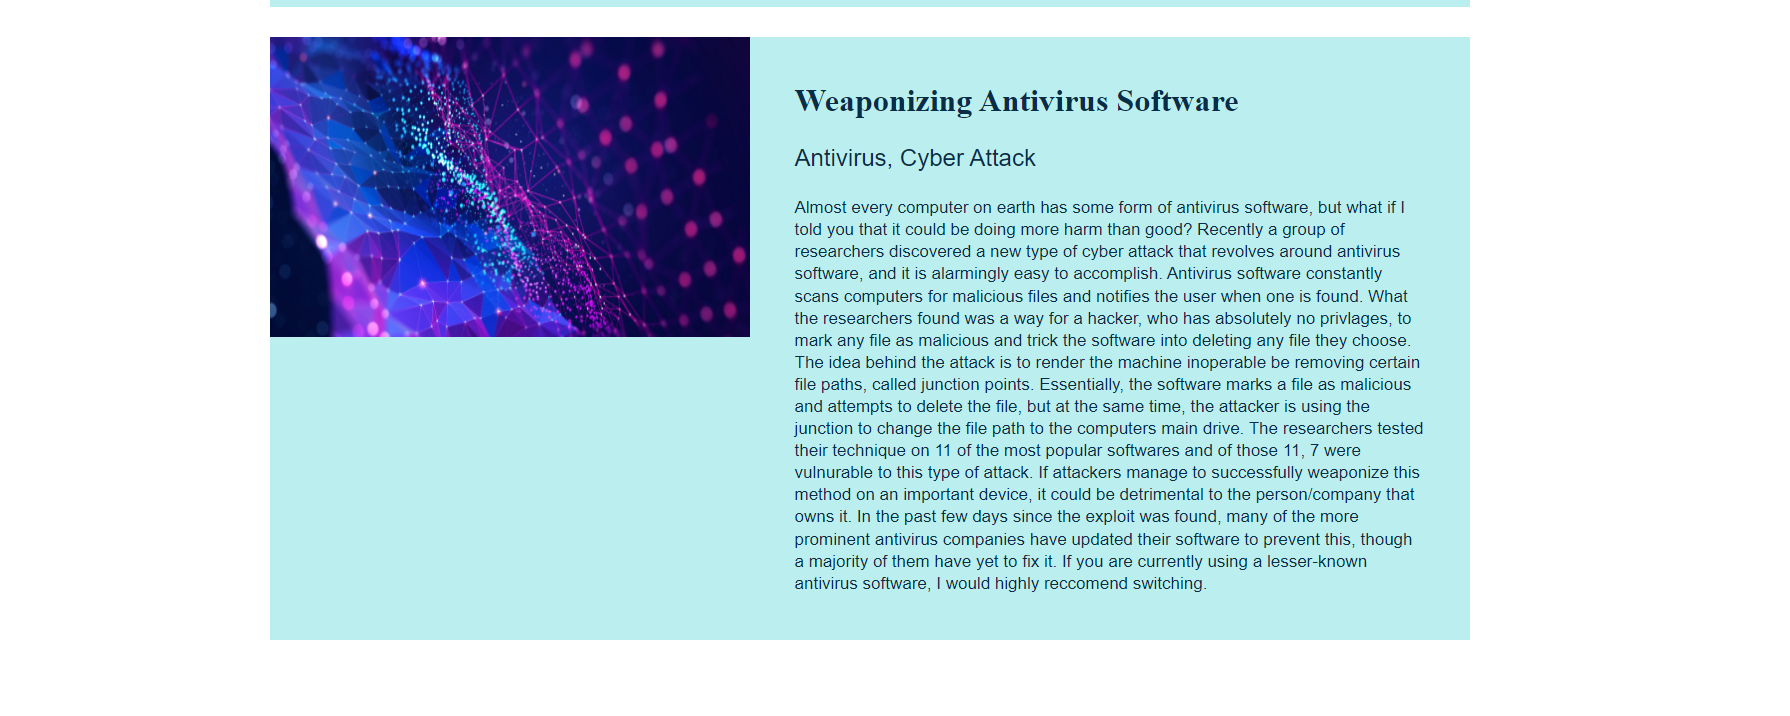 Weaponizing Antivirus Software
Antivirus, Cyber Attack
Almost every computer on earth has some form of antivirus software, but what if I
told you that it could be doing more harm than good? Recently a group of
researchers discovered a new type of cyber attack that revolves around antivirus
software, and it is alarmingly easy to accomplish. Antivirus software constantly
scans computers for malicious files and notifies the user when one is found. What
the researchers found was a way for a hacker, who has absolutely no privlages, to
mark any file as malicious and trick the software into deleting any file they choose.
The idea behind the attack is to render the machine inoperable be removing certain
file paths, called junction points. Essentially, the software marks a file as malicious
and attempts to delete the file, but at the same time, the attacker is using the
junction to change the file path to the computers main drive. The researchers tested
their technique on 11 of the most popular softwares and of those 11, 7 were
vulnurable to this type of attack. If attackers manage to successfully weaponize this
method on an important device, it could be detrimental to the person/company that
owns it. In the past few days since the exploit was found, many of the more
prominent antivirus companies have updated their software to prevent this, though
a majority of them have yet to fix it. If you are currently using a lesser-known
antivirus software, I would highly reccomend switching.